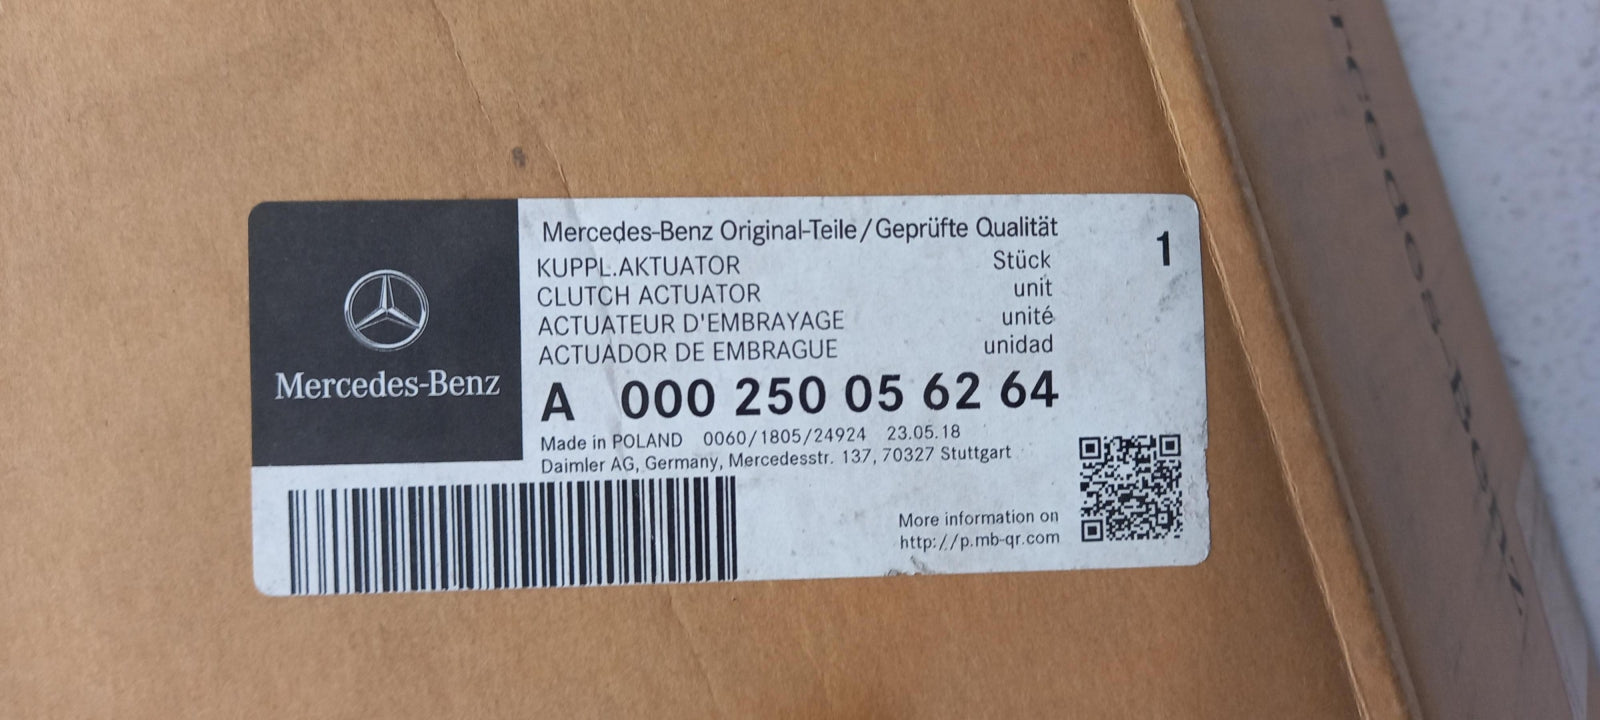 Mercedes-Benz
Mercedes-Benz Original-Teile/Geprüfte Qualität
KUPPL.AKTUATOR Stück 1
CLUTCH ACTUATOR unit
ACTUATEUR D'EMBRAYAGE unité
ACTUADOR DE EMBRAGUE unidad
A 000 250 05 62 64
Made in POLAND 0060/1805/24924 23.05.18
Daimler AG, Germany, Mercedesstr. 137, 70327 Stuttgart
More information on
http://p.mb-qr.com
Mercedes-Benz